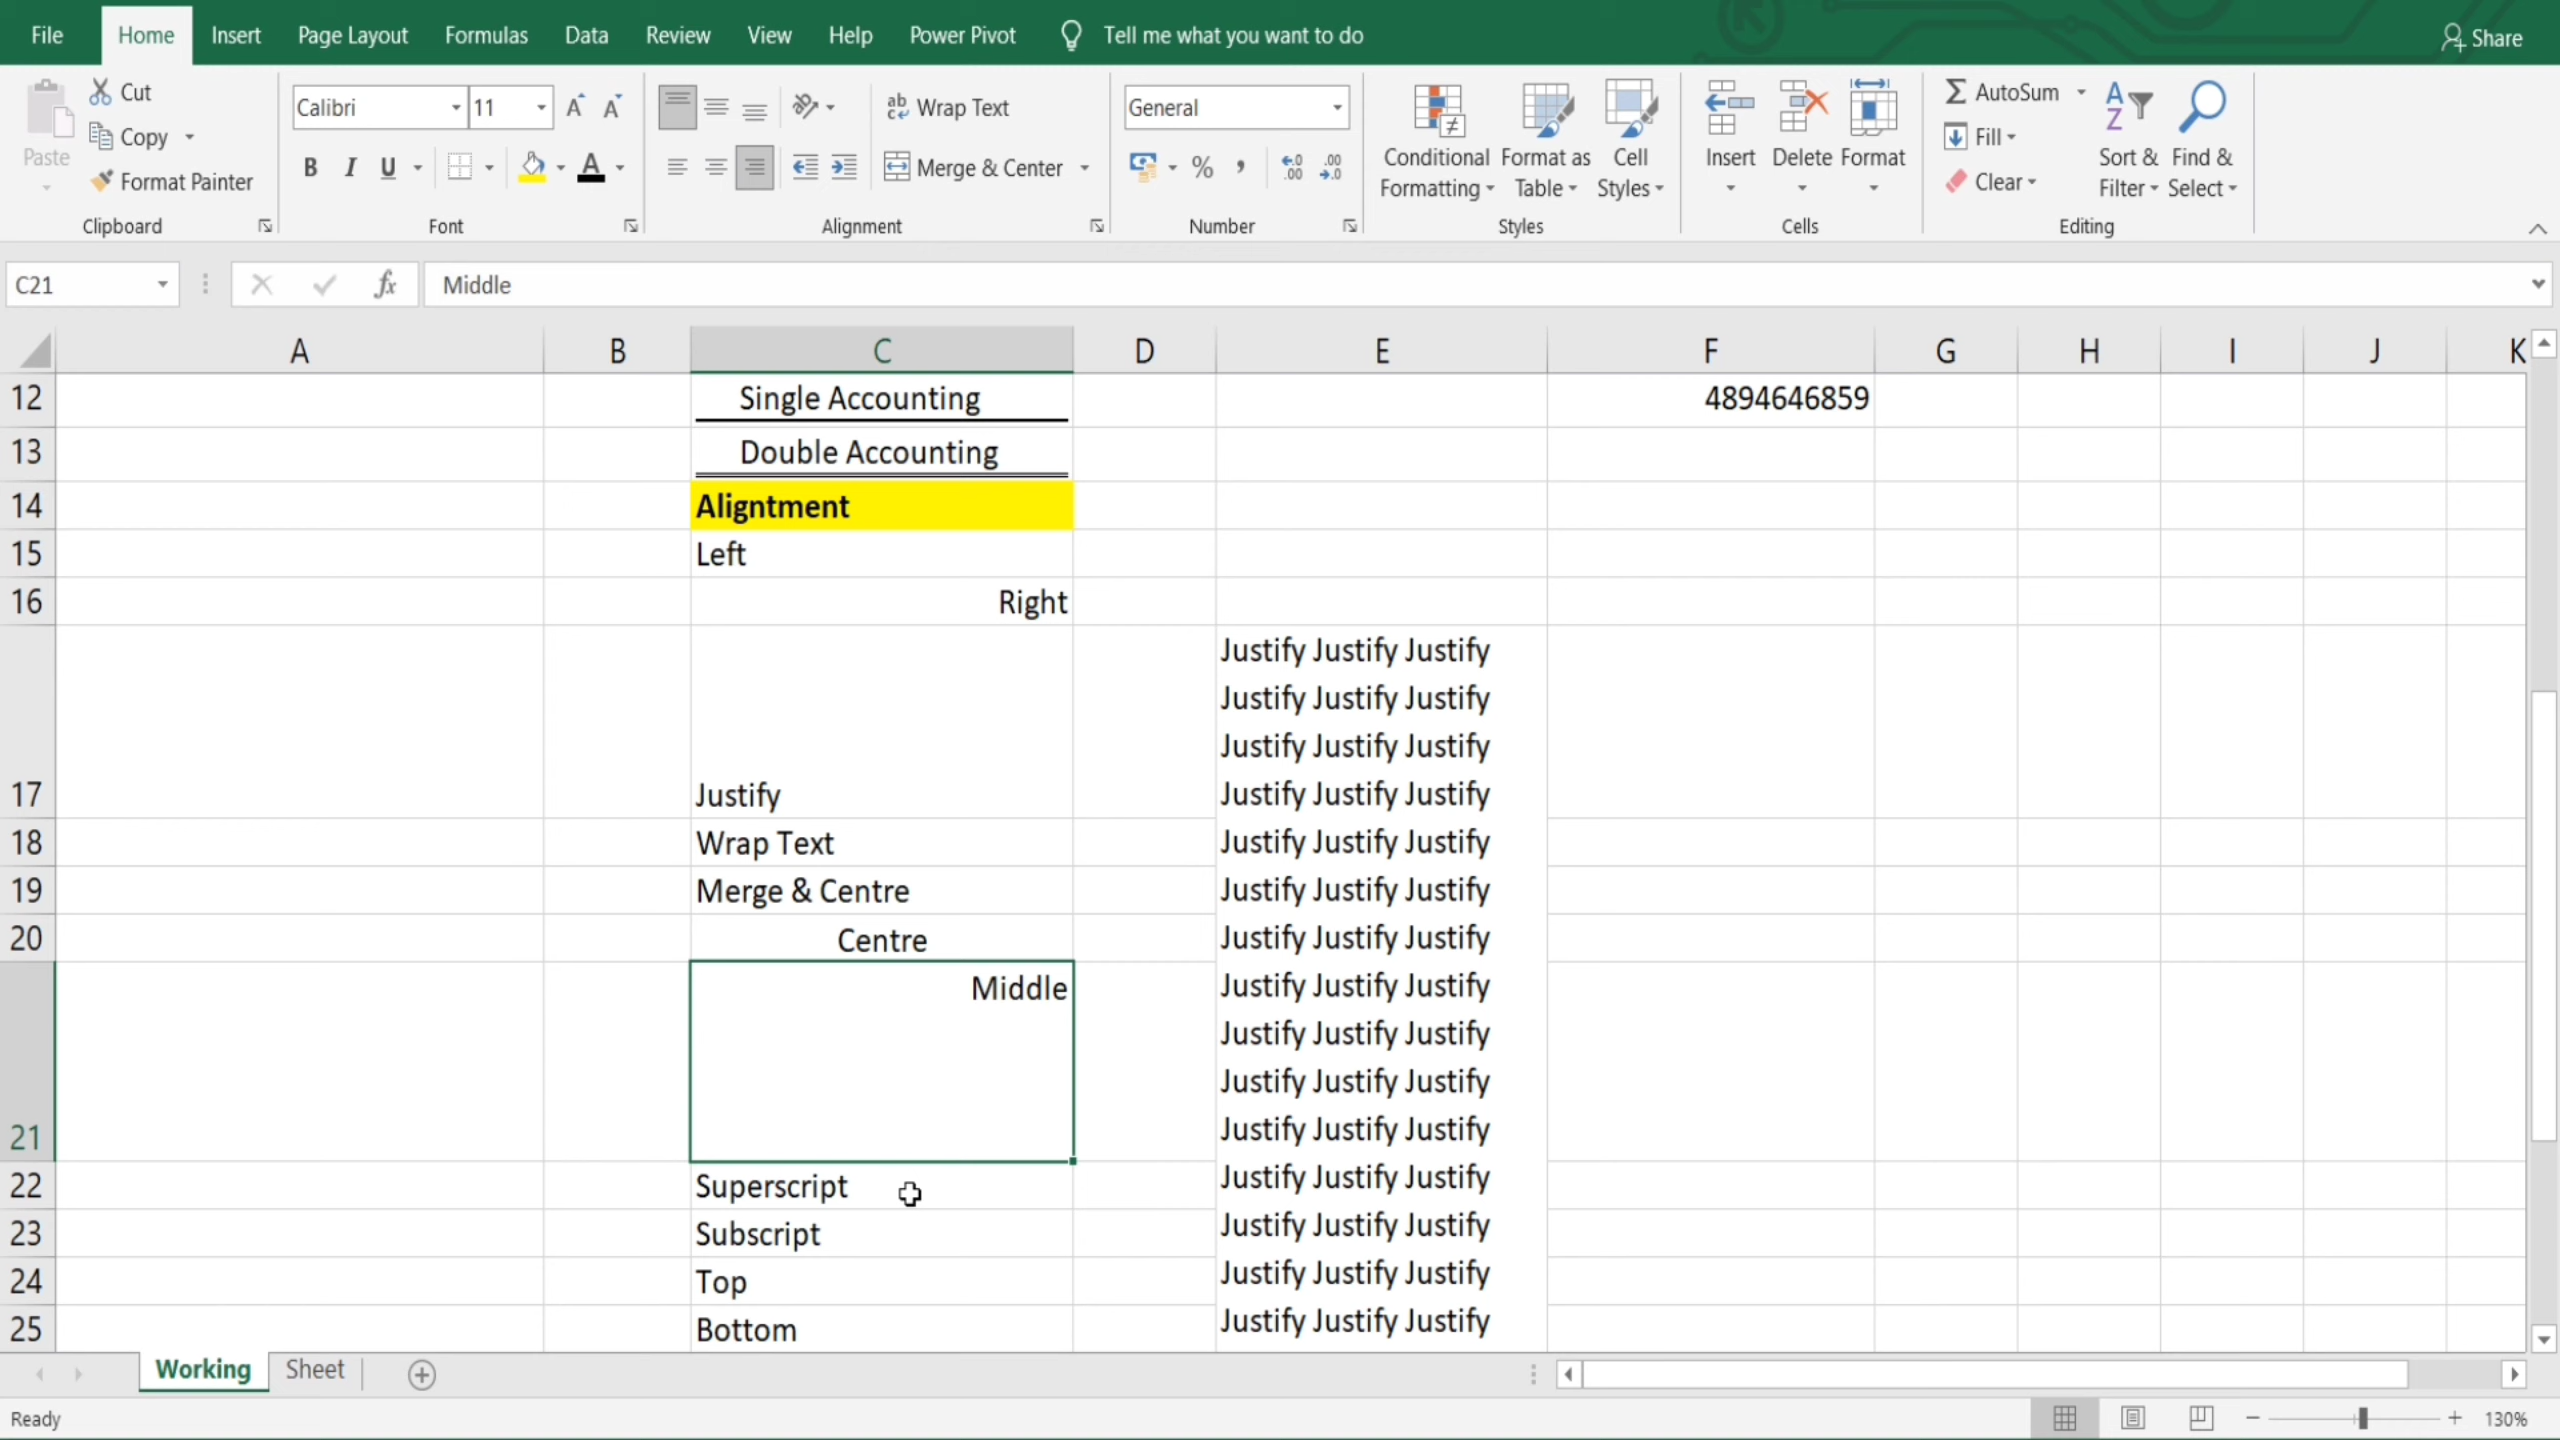 File Home Insert Page Layout Formulas Data Review View Help Power Pivot Tell me what you want to do Share
Paste Cut Copy Format Painter Clipboard
Calibri 11 A A B I U A Font
ab Wrap Text Merge & Center Alignment
General % , .0 .00 .00 .0 Number
Conditional Formatting Format as Table Cell Styles Styles
Insert Delete Format Cells
AutoSum Fill Clear Sort & Filter Find & Select Editing
C21 fx Middle
A B C D E F G H I J K
12 Single Accounting 4894646859
13 Double Accounting
14 Aligntment
15 Left
16 Right
Justify Justify Justify
Justify Justify Justify
Justify Justify Justify
17 Justify Justify Justify Justify
18 Wrap Text Justify Justify Justify
19 Merge & Centre Justify Justify Justify
20 Centre Justify Justify Justify
Middle Justify Justify Justify
Justify Justify Justify
Justify Justify Justify
21 Justify Justify Justify
22 Superscript Justify Justify Justify
23 Subscript Justify Justify Justify
24 Top Justify Justify Justify
25 Bottom Justify Justify Justify
Working Sheet
Ready 130%